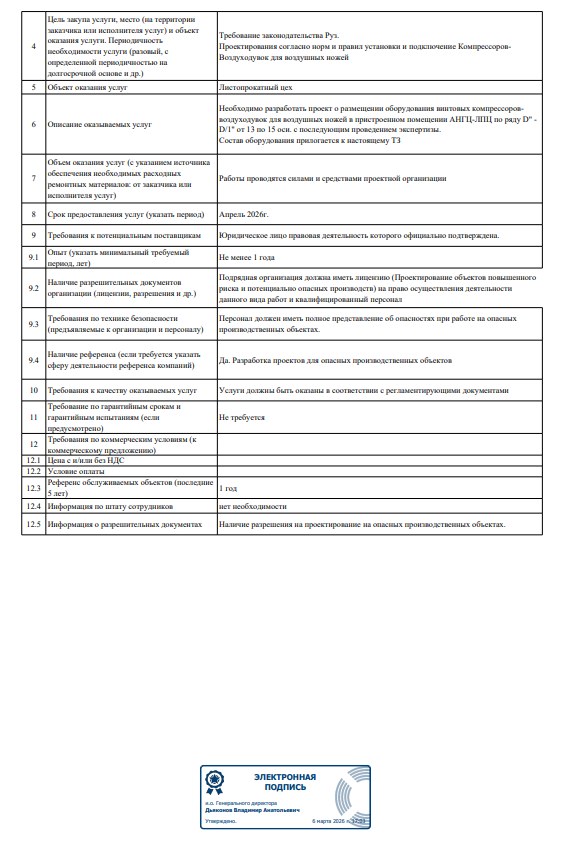 4
Цель закупа услуги, место (на территории
заказчика или исполнителя услуг) и объект
оказания услуги. Периодичность
необходимости услуги (разовый, с
определенной периодичностью на
долгосрочной основе и др.)
Требование законодательства Руз.
Проектирования согласно норм и правил установки и подключение Компрессоров-
Воздуходувок для воздушных ножей
5
Объект оказания услуг
Листопрокатный цех
6
Описание оказываемых услуг
Необходимо разработать проект о размещении оборудования винтовых компрессоров-
воздуходувок для воздушных ножей в пристроенном помещении АНГЦ-ЛПЦ по ряду D" -
D/1" от 13 по 15 оси. с последующим проведением экспертизы.
Состав оборудования прилогается к настоящему ТЗ
7
Объем оказания услуг (с указанием источника
обеспечения необходимых расходных
ремонтных материалов: от заказчика или
исполнителя услуг)
Работы проводятся силами и средствами проектной организации
8
Срок предоставления услуг (указать период)
Апрель 2026г.
9
Требования к потенциальным поставщикам
Юридическое лицо правовая деятельность которого официально подтверждена.
9.1
Опыт (указать минимальный требуемый
период, лет)
Не менее 1 года
9.2
Наличие разрешительных документов
организации (лицензии, разрешения и др.)
Подрядная организация должна иметь лицензию (Проектирование объектов повышенного
риска и потенциально опасных производств) на право осуществления деятельности
данного вида работ и квалифицированный персонал
9.3
Требования по технике безопасности
(предъявляемые к организации и персоналу)
Персонал должен иметь полное представление об опасностях при работе на опасных
производственных объектах.
9.4
Наличие референса (если требуется указать
сферу деятельности референса компаний)
Да. Разработка проектов для опасных производственных объектов
10
Требования к качеству оказываемых услуг
Услуги должны быть оказаны в соответствии с регламентирующими документами
11
Требование по гарантийным срокам и
гарантийным испытаниям (если
предусмотрено)
Не требуется
12
Требования по коммерческим условиям (к
коммерческому предложению)
12.1
Цена с и/или без НДС
12.2
Условие оплаты
12.3
Референс обслуживаемых объектов (последние
5 лет)
1 год
12.4
Информация по штату сотрудников
нет необходимости
12.5
Информация о разрешительных документах
Наличие разрешения на проектирование на опасных производственных объектах.
ЭЛЕКТРОННАЯ
ПОДПИСЬ
и.о. Генерального директора
Дьяконов Владимир Анатольевич
Утверждено.
6 марта 2026 г.